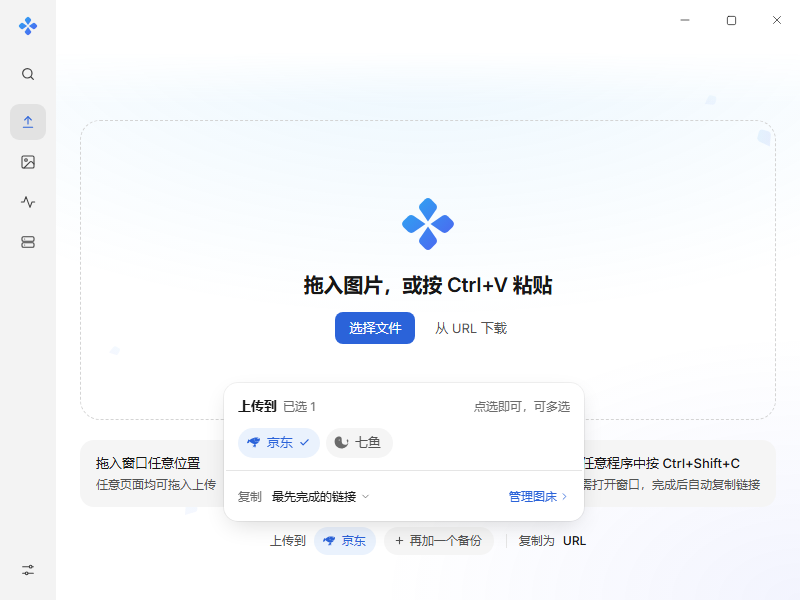 拖入图片，或按 Ctrl+V 粘贴
选择文件
从 URL 下载
上传到 已选 1
点选即可，可多选
京东
七鱼
拖入窗口任意位置
任意页面均可拖入上传
任意程序中按 Ctrl+Shift+C
需打开窗口，完成后自动复制链接
复制 最先完成的链接
管理图床
上传到 京东 + 再加一个备份 复制为 URL